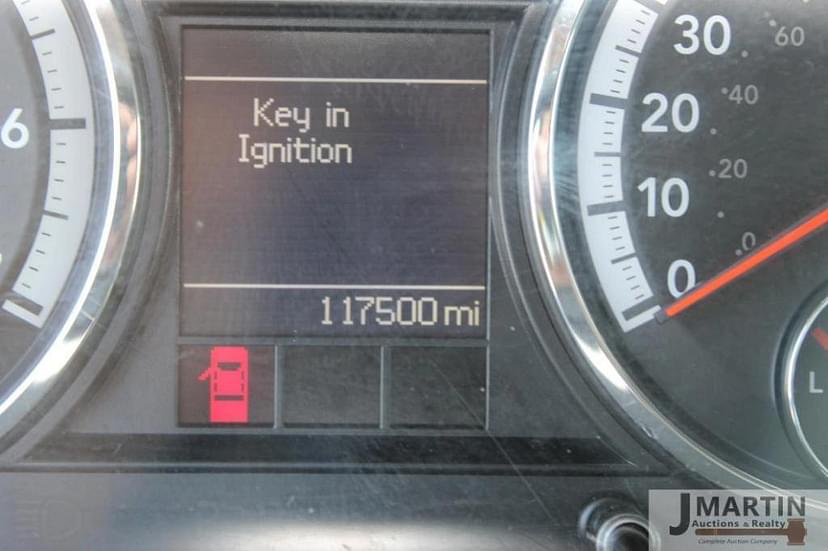 Key in
Ignition
117500 mi
6
30
60
20
40
10
20
0
0
L
J MARTIN
Auctions & Realty
Complete Auction Company